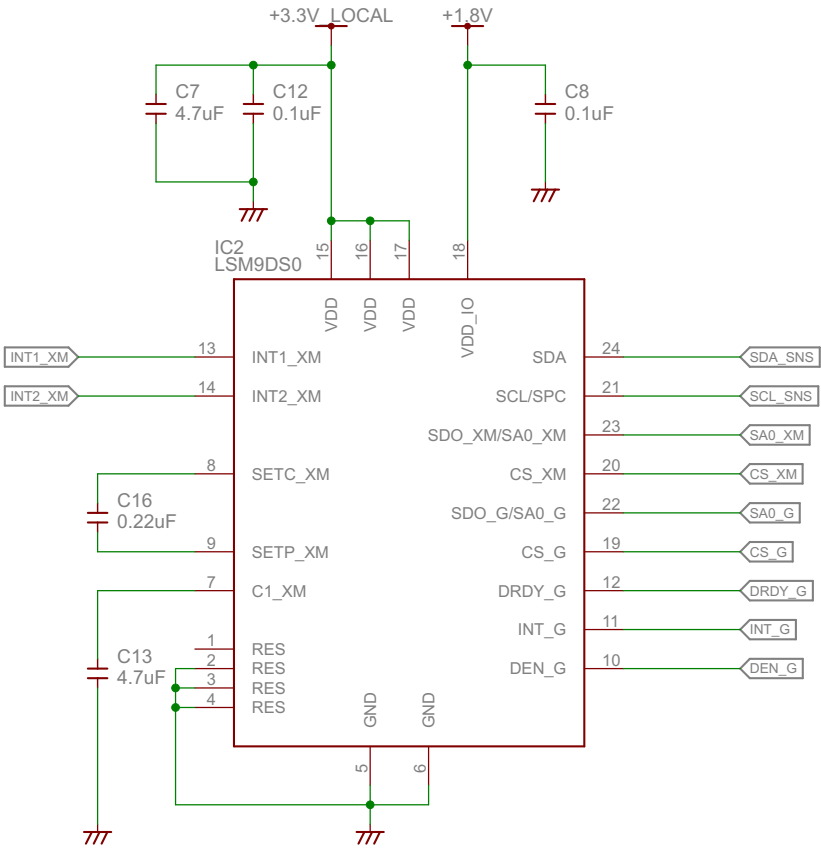 +3.3V_LOCAL
+1.8V
C7
4.7uF
C12
0.1uF
C8
0.1uF
IC2
LSM9DS0
15
16
17
18
VDD
VDD
VDD
VDD_IO
INT1_XM
13
INT1_XM
SDA
24
SDA_SNS
INT2_XM
14
INT2_XM
SCL/SPC
21
SCL_SNS
SDO_XM/SA0_XM
23
SA0_XM
8
SETC_XM
CS_XM
20
CS_XM
C16
0.22uF
SDO_G/SA0_G
22
SA0_G
9
SETP_XM
CS_G
19
CS_G
7
C1_XM
DRDY_G
12
DRDY_G
INT_G
11
INT_G
1
RES
2
RES
DEN_G
10
DEN_G
C13
4.7uF
3
RES
4
RES
GND
GND
5
6